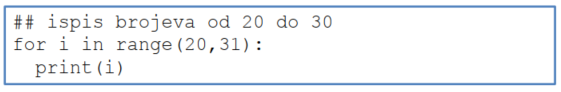 ## ispis brojeva od 20 do 30
for i in range(20,31):
  print(i)